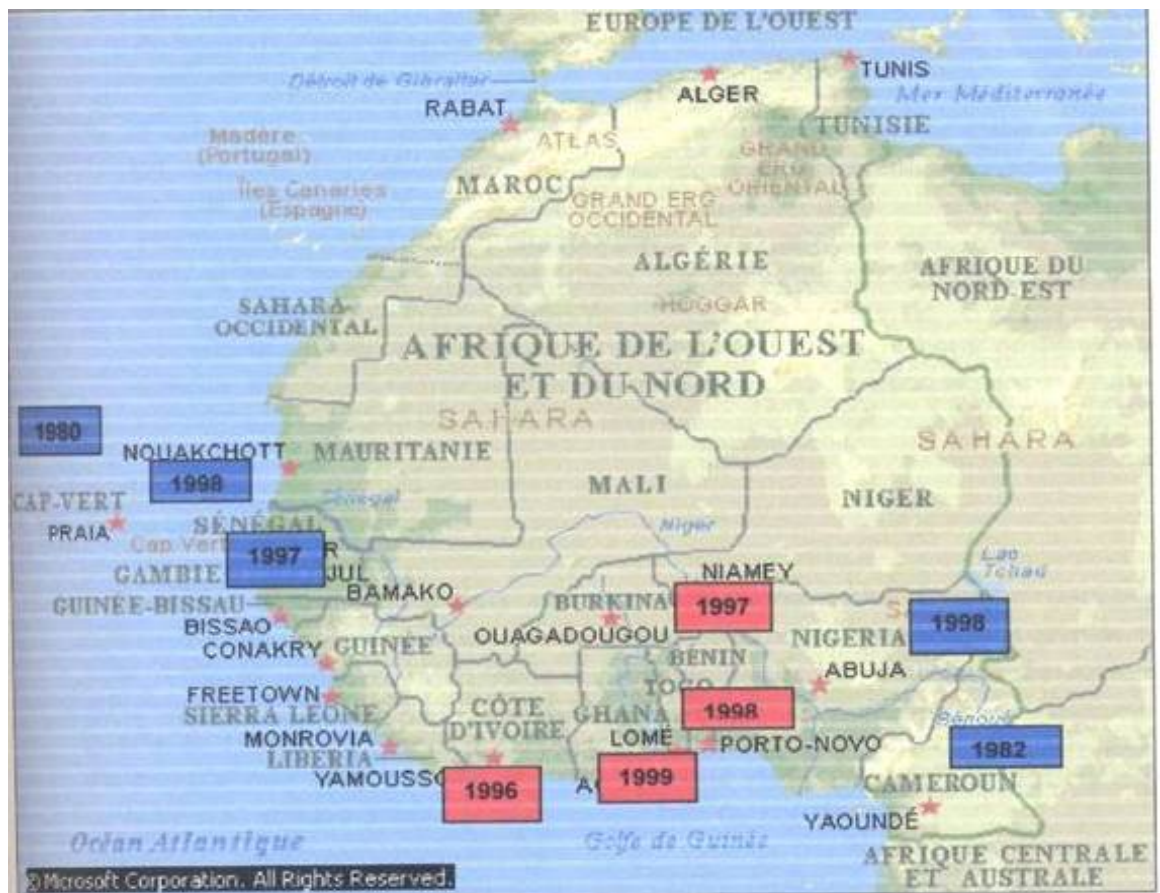 EUROPE DE L'OUEST
TUNIS
Détroit de Gibraltar
ALGER
Mer Méditerranée
RABAT
TUNISIE
Madère
(Portugal)
ATLAS
GRAND
ERG
ORIENTAL
Îles Canaries
(Espagne)
MAROC
GRAND ERG
OCCIDENTAL
ALGÉRIE
AFRIQUE DU
NORD-EST
HOGGAR
SAHARA-
OCCIDENTAL
AFRIQUE DE L'OUEST
ET DU NORD
SAHARA
SAHARA
1980
NOUAKCHOTT
MAURITANIE
1998
MALI
NIGER
CAP-VERT
Sénégal
PRAIA
SÉNÉGAL
Niger
Cap Vert
1997
R
Lac
Tchad
GAMBIE
JUL
NIAMEY
BAMAKO
GUINÉE-BISSAU
BURKINA
1997
S
1998
BISSAO
OUAGADOUGOU
NIGERIA
CONAKRY
GUINÉE
BÉNIN
ABUJA
FREETOWN
TOGO
SIERRA LEONE
CÔTE
D'IVOIRE
GHANA
1998
Bénoué
MONROVIA
LOMÉ
PORTO-NOVO
1982
LIBERIA
YAMOUSSO
1996
A
1999
CAMEROUN
YAOUNDÉ
Océan Atlantique
Golfe de Guinée
AFRIQUE CENTRALE
ET AUSTRALE
© Microsoft Corporation. All Rights Reserved.